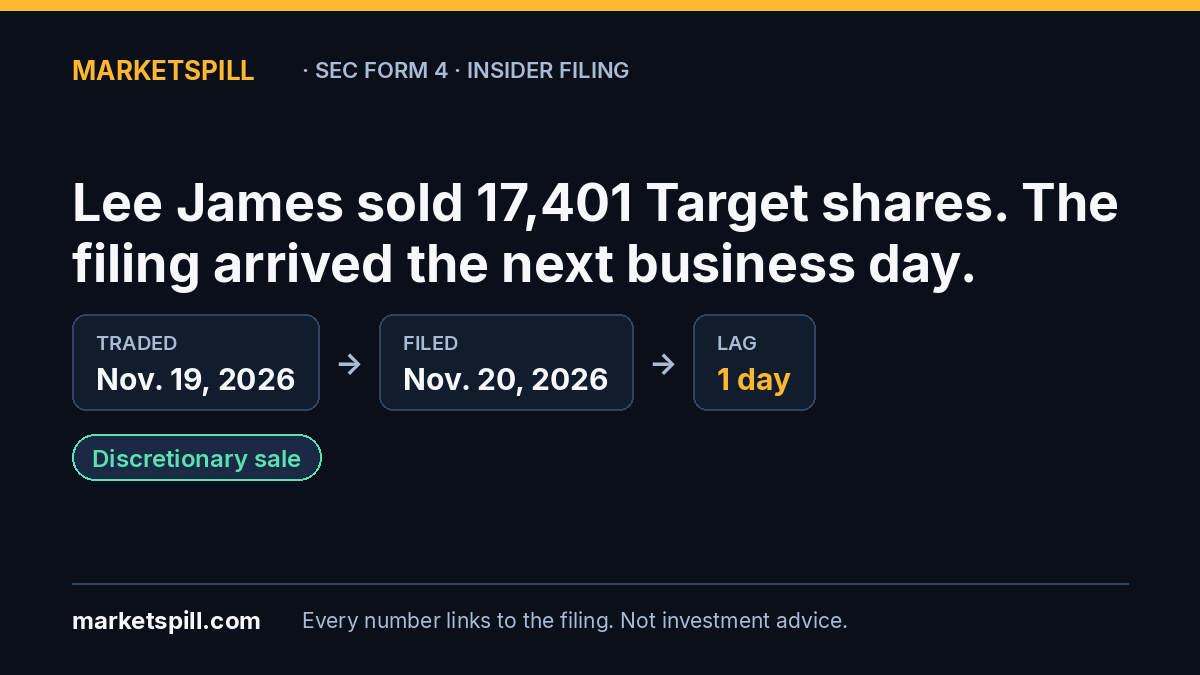 MARKETSPILL · SEC FORM 4 · INSIDER FILING
Lee James sold 17,401 Target shares. The
filing arrived the next business day.
TRADED
Nov. 19, 2026
→
FILED
Nov. 20, 2026
→
LAG
1 day
Discretionary sale
marketspill.com Every number links to the filing. Not investment advice.